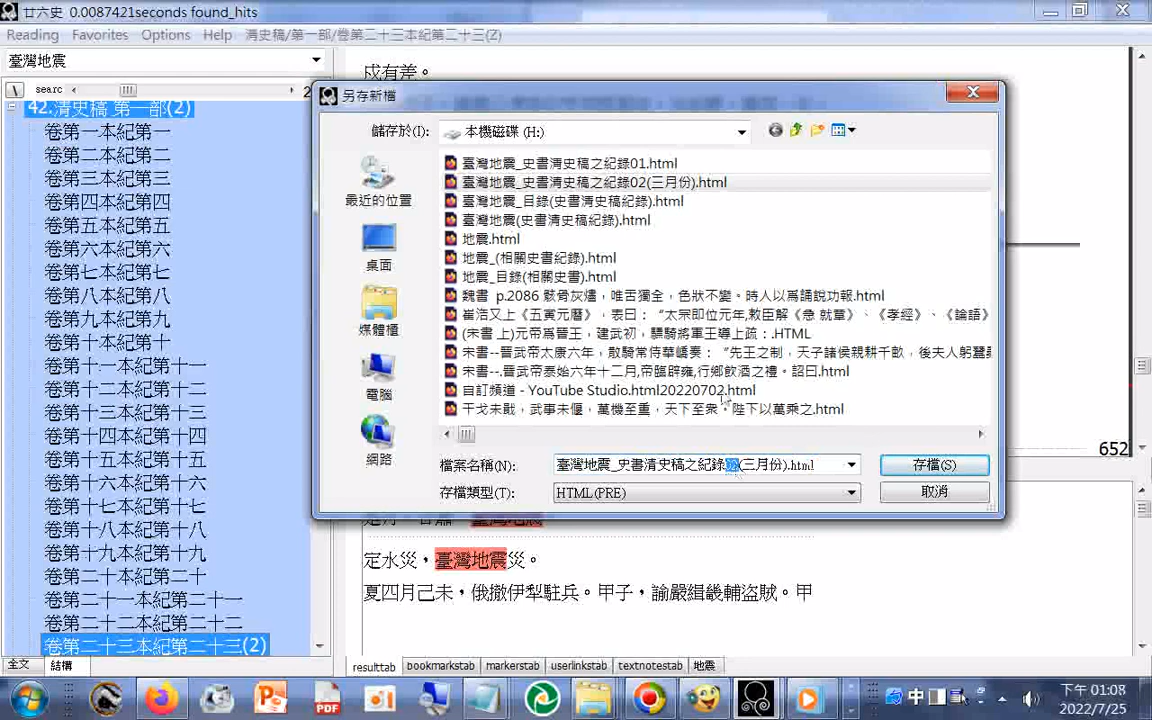 廿六史 0.0087421seconds found_hits
Reading Favorites Options Help 清史稿/第一部/卷第二十三本紀第二十三(Z)
臺灣地震
searc
42.清史稿 第一部(2)
卷第一本紀第一
卷第二本紀第二
卷第三本紀第三
卷第四本紀第四
卷第五本紀第五
卷第六本紀第六
卷第七本紀第七
卷第八本紀第八
卷第九本紀第九
卷第十本紀第十
卷第十一本紀第十一
卷第十二本紀第十二
卷第十三本紀第十三
卷第十四本紀第十四
卷第十五本紀第十五
卷第十六本紀第十六
卷第十七本紀第十七
卷第十八本紀第十八
卷第十九本紀第十九
卷第二十本紀第二十
卷第二十一本紀第二十一
卷第二十二本紀第二十二
卷第二十三本紀第二十三(2)
全文 結構
成有差。
另存新檔
儲存於(I): 本機磁碟 (H:)
最近的位置
桌面
媒體櫃
電腦
網路
臺灣地震_史書清史稿之紀錄01.html
臺灣地震_史書清史稿之紀錄02(三月份).html
臺灣地震_目錄(史書清史稿紀錄).html
臺灣地震(史書清史稿紀錄).html
地震.html
地震_(相關史書紀錄).html
地震_目錄(相關史書).html
魏書 p.2086 骸骨灰燼，唯舌獨全，色狀不變。時人以爲誦說功報.html
崔浩又上《五寅元曆》，表曰：“太宗即位元年,敕臣解《急 就章》、《孝經》、《論語》
(宋書 上)元帝爲晉王，建武初，驃騎將軍王導上疏：.HTML
宋書--晉武帝太康六年，散騎常侍華嶠奏：“先王之制，天子諸侯親耕千畝，後夫人躬蠶
宋書--.晉武帝泰始六年十二月,帝臨辟雍,行鄉飲酒之禮。詔曰.html
自訂頻道 - YouTube Studio.html20220702.html
干戈未戢，武事未偃，萬機至重，天下至衆。陛下以萬乘之.html
檔案名稱(N): 臺灣地震_史書清史稿之紀錄02(三月份).html 存檔(S)
存檔類型(T): HTML(PRE) 取消
652
臺灣地震
定水災，臺灣地震災。
夏四月己未，俄撤伊犁駐兵。甲子，諭嚴緝畿輔盜賊。甲
resulttab bookmarkstab markerstab userlinkstab textnotestab 地震
中
下午 01:08
2022/7/25